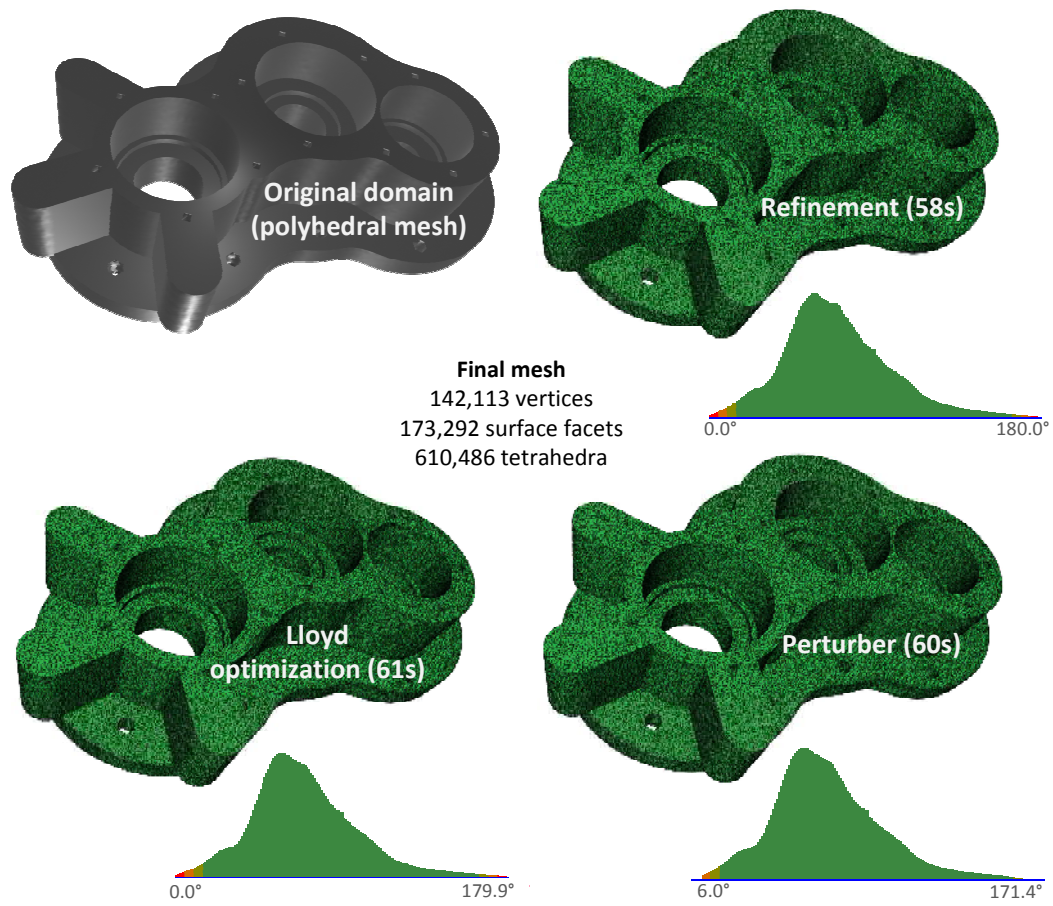 Original domain
(polyhedral mesh)
Refinement (58s)
Final mesh
142,113 vertices
173,292 surface facets
610,486 tetrahedra
0.0°
180.0°
Lloyd
optimization (61s)
Perturber (60s)
0.0°
179.9°
6.0°
171.4°